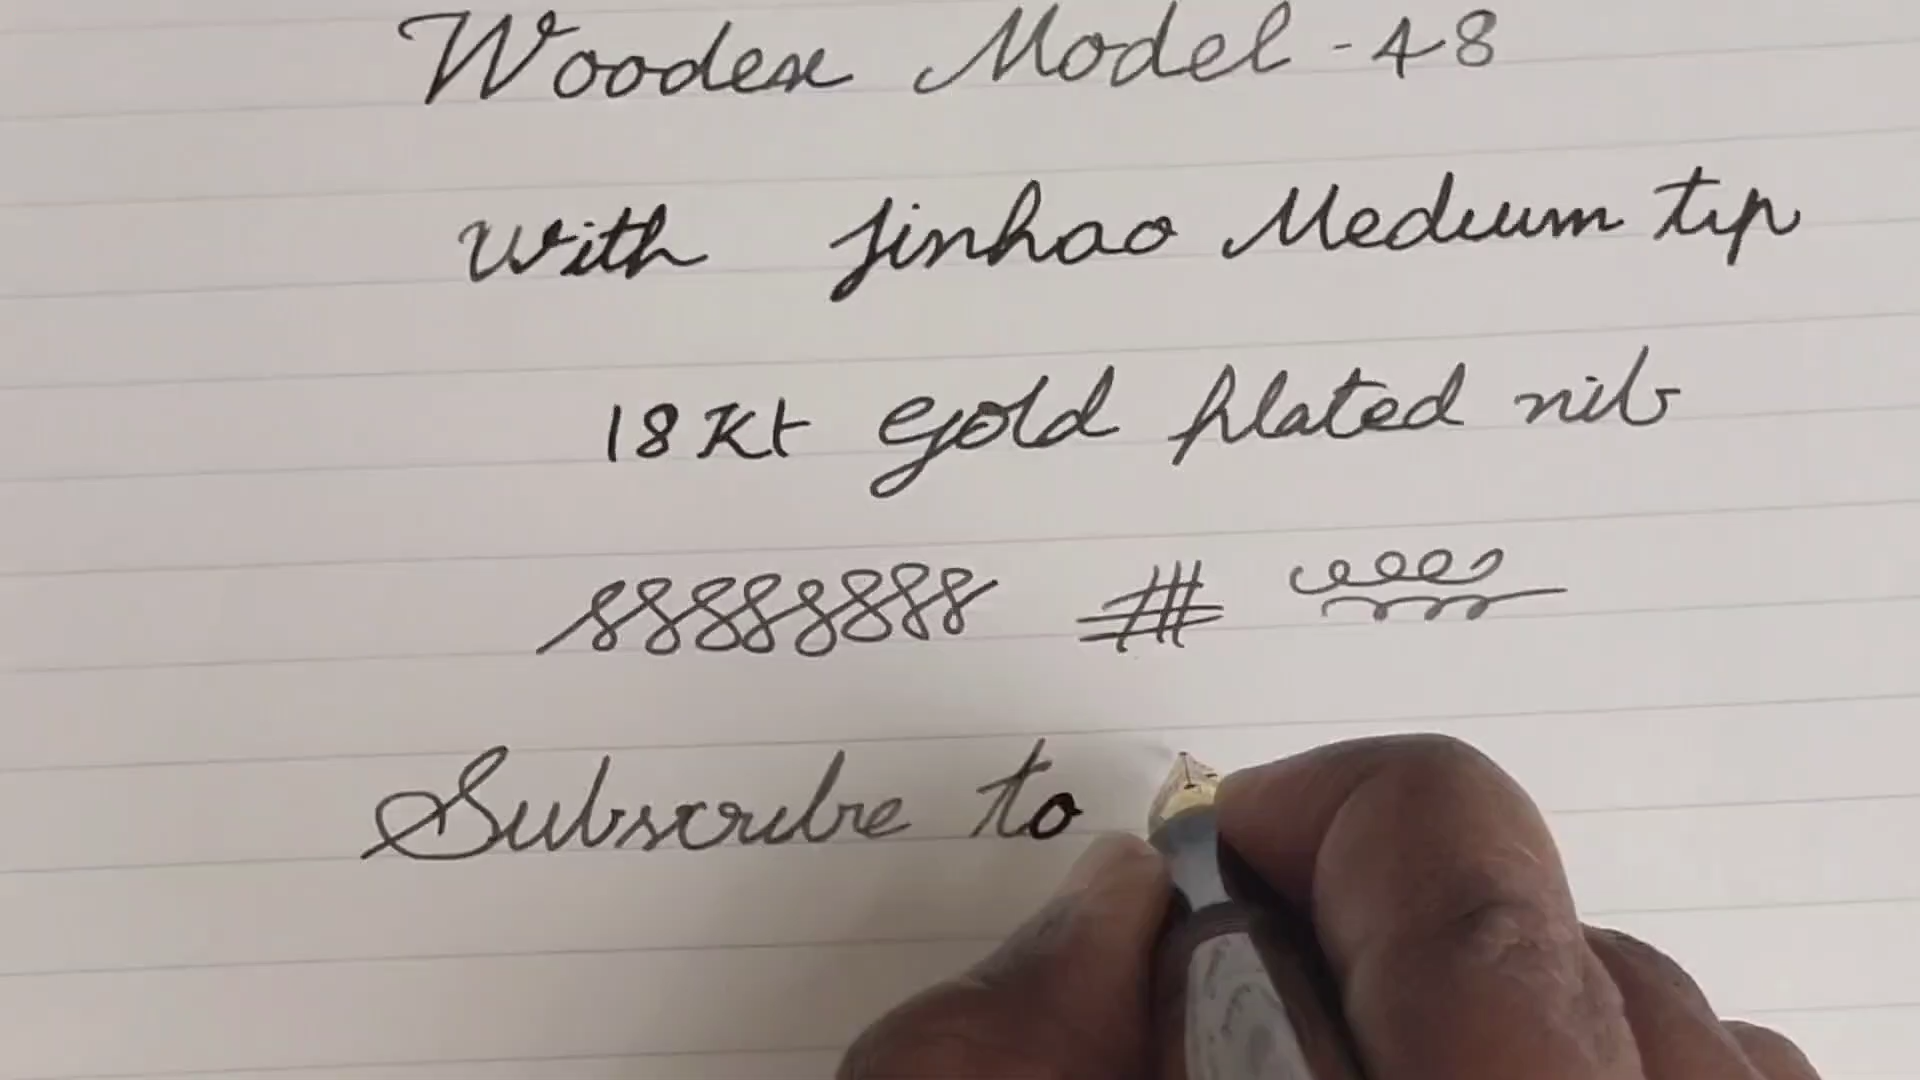 Woodex Model - 48
with Jinhao Medium tip
18 Kt Gold plated nib
88888888
Subscribe to